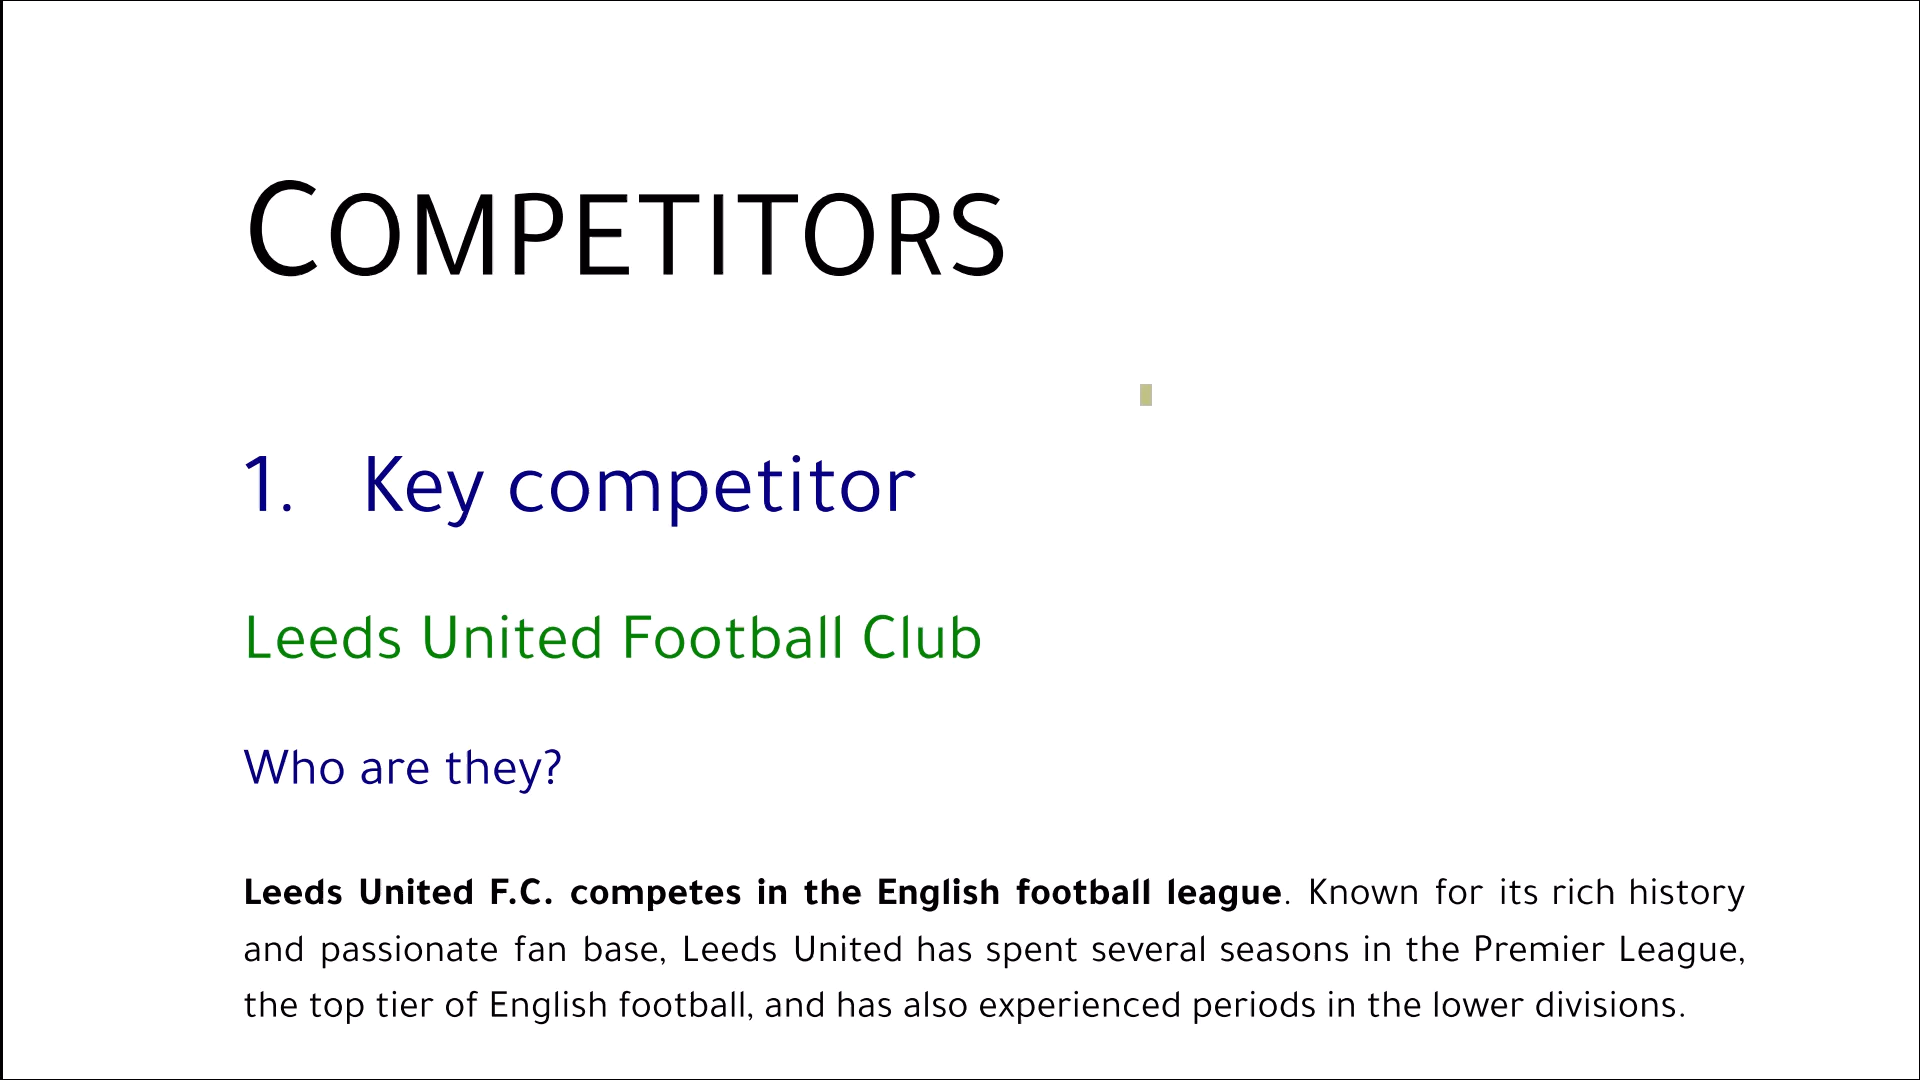 COMPETITORS
1. Key competitor
Leeds United Football Club
Who are they?
Leeds United F.C. competes in the English football league. Known for its rich history
and passionate fan base, Leeds United has spent several seasons in the Premier League,
the top tier of English football, and has also experienced periods in the lower divisions.